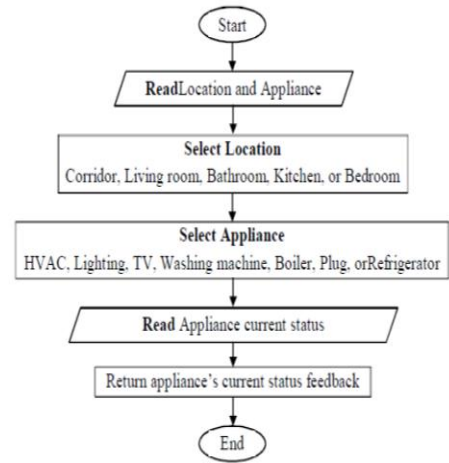 Start
ReadLocation and Appliance
Select Location
Corridor, Living room, Bathroom, Kitchen, or Bedroom
Select Appliance
HVAC, Lighting, TV, Washing machine, Boiler, Plug, orRefrigerator
Read Appliance current status
Return appliance's current status feedback
End